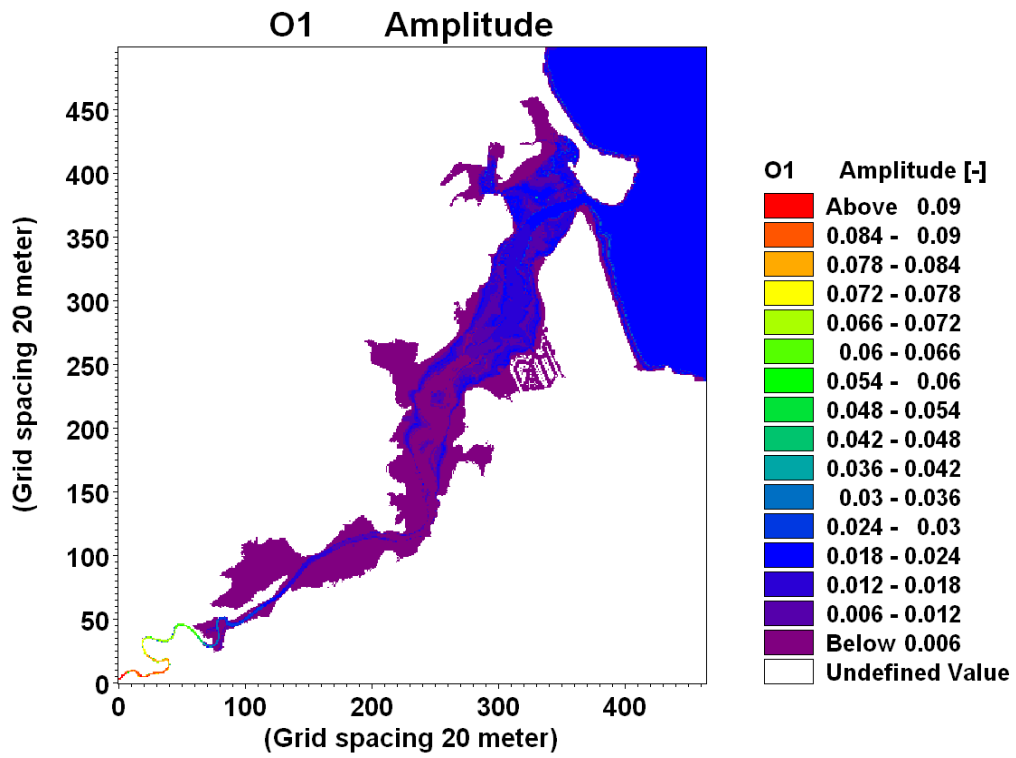 O1 Amplitude
450
400
350
300
250
200
150
100
50
0
(Grid spacing 20 meter)
0 100 200 300 400
(Grid spacing 20 meter)
O1 Amplitude [-]
Above 0.09
0.084 - 0.09
0.078 - 0.084
0.072 - 0.078
0.066 - 0.072
0.06 - 0.066
0.054 - 0.06
0.048 - 0.054
0.042 - 0.048
0.036 - 0.042
0.03 - 0.036
0.024 - 0.03
0.018 - 0.024
0.012 - 0.018
0.006 - 0.012
Below 0.006
Undefined Value